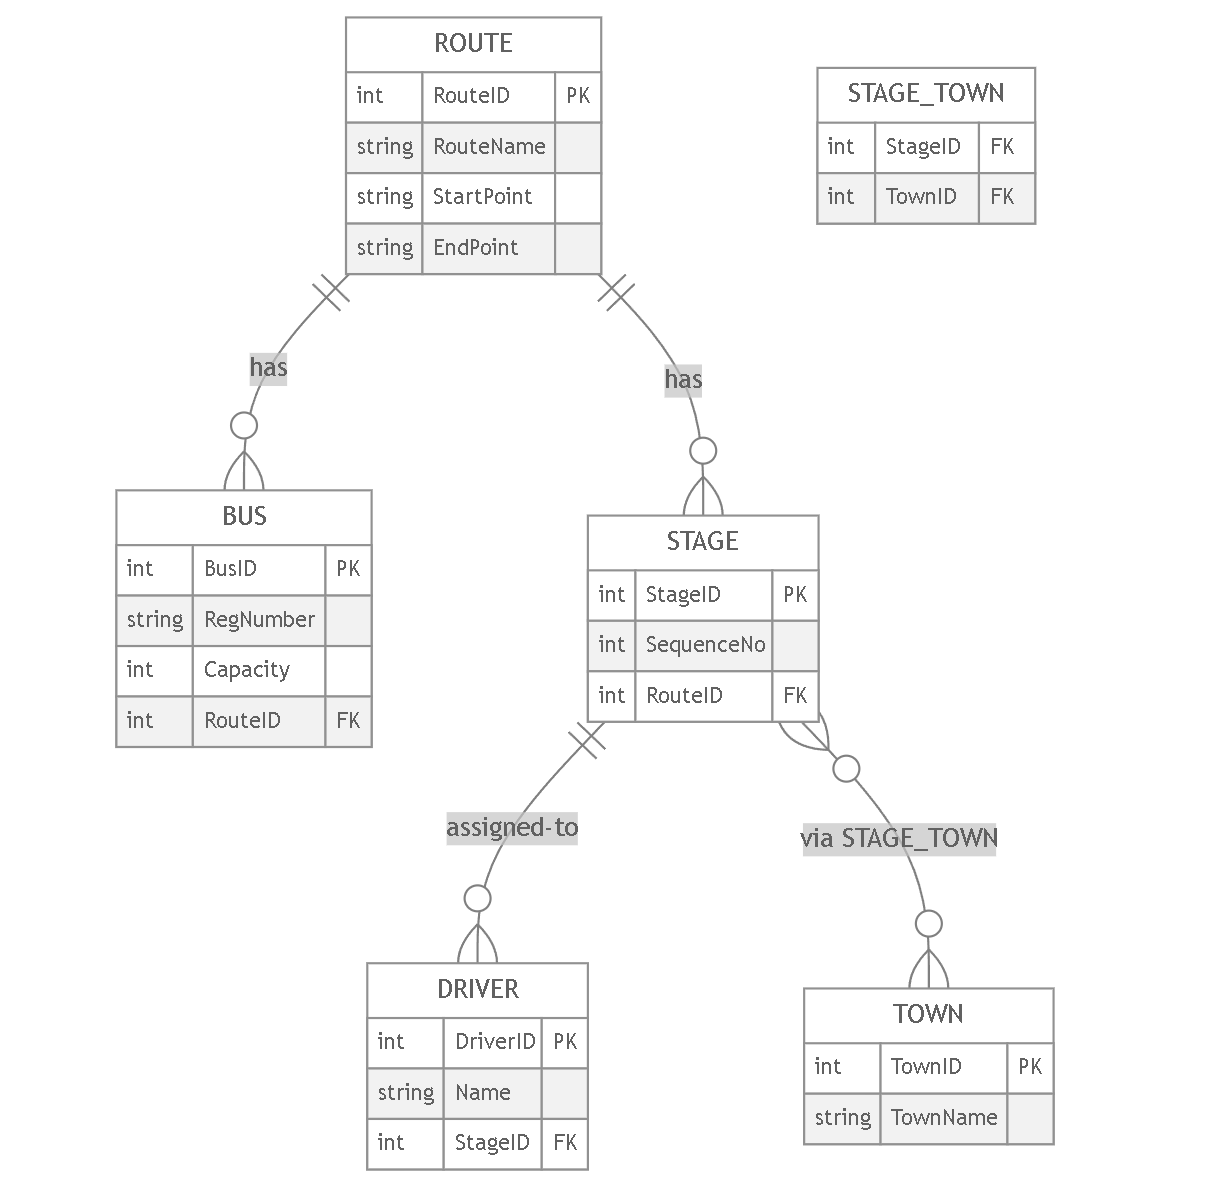 ROUTE
int RouteID PK
string RouteName
string StartPoint
string EndPoint
STAGE_TOWN
int StageID FK
int TownID FK
has
has
BUS
int BusID PK
string RegNumber
int Capacity
int RouteID FK
STAGE
int StageID PK
int SequenceNo
int RouteID FK
assigned-to
via STAGE_TOWN
DRIVER
int DriverID PK
string Name
int StageID FK
TOWN
int TownID PK
string TownName